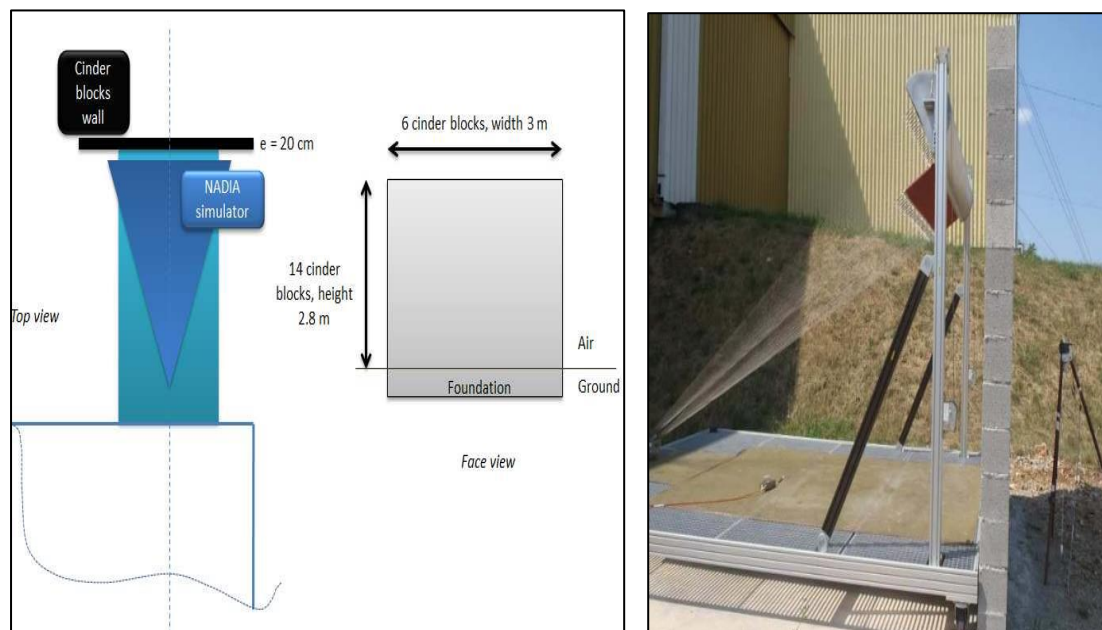 Cinder
blocks
wall
e = 20 cm
NADIA
simulator
Top view
6 cinder blocks, width 3 m
14 cinder
blocks, height
2.8 m
Air
Foundation
Ground
Face view